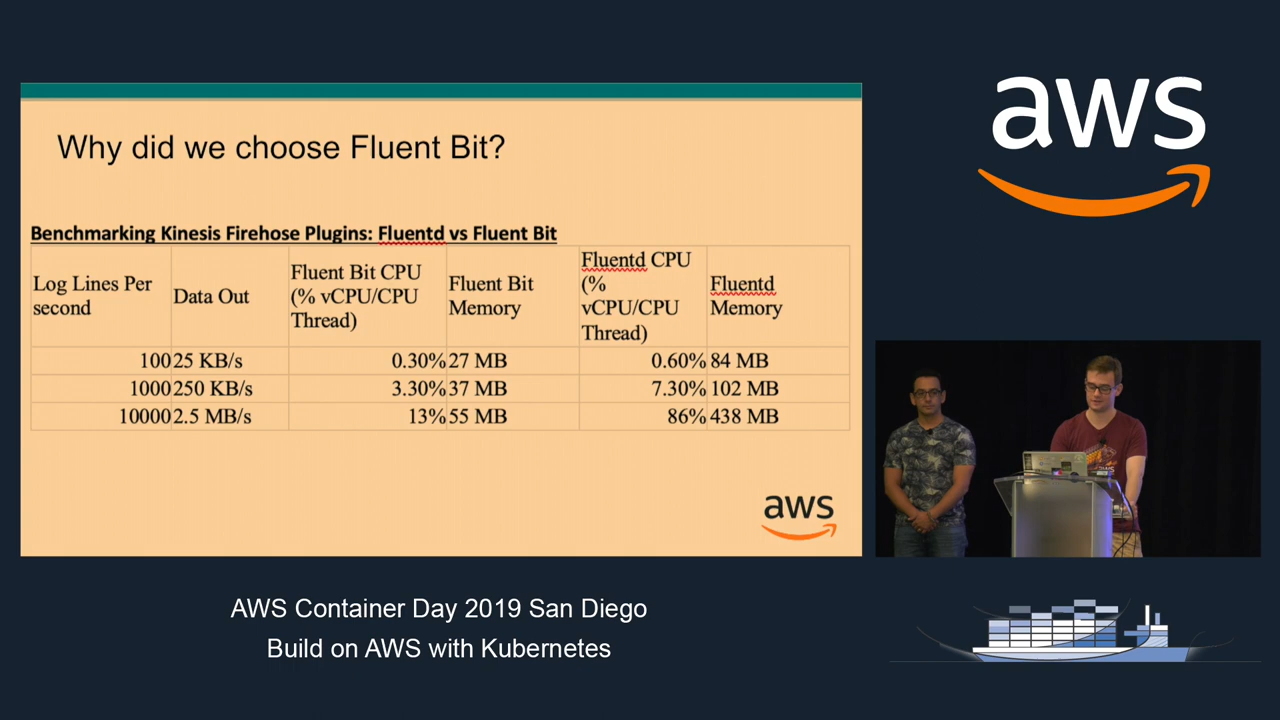 Why did we choose Fluent Bit?
Benchmarking Kinesis Firehose Plugins: Fluentd vs Fluent Bit
Log Lines Per second | Data Out | Fluent Bit CPU (% vCPU/CPU Thread) | Fluent Bit Memory | Fluentd CPU (% vCPU/CPU Thread) | Fluentd Memory
100 | 25 KB/s | 0.30% | 27 MB | 0.60% | 84 MB
1000 | 250 KB/s | 3.30% | 37 MB | 7.30% | 102 MB
10000 | 2.5 MB/s | 13% | 55 MB | 86% | 438 MB
aws
aws
AWS Container Day 2019 San Diego
Build on AWS with Kubernetes